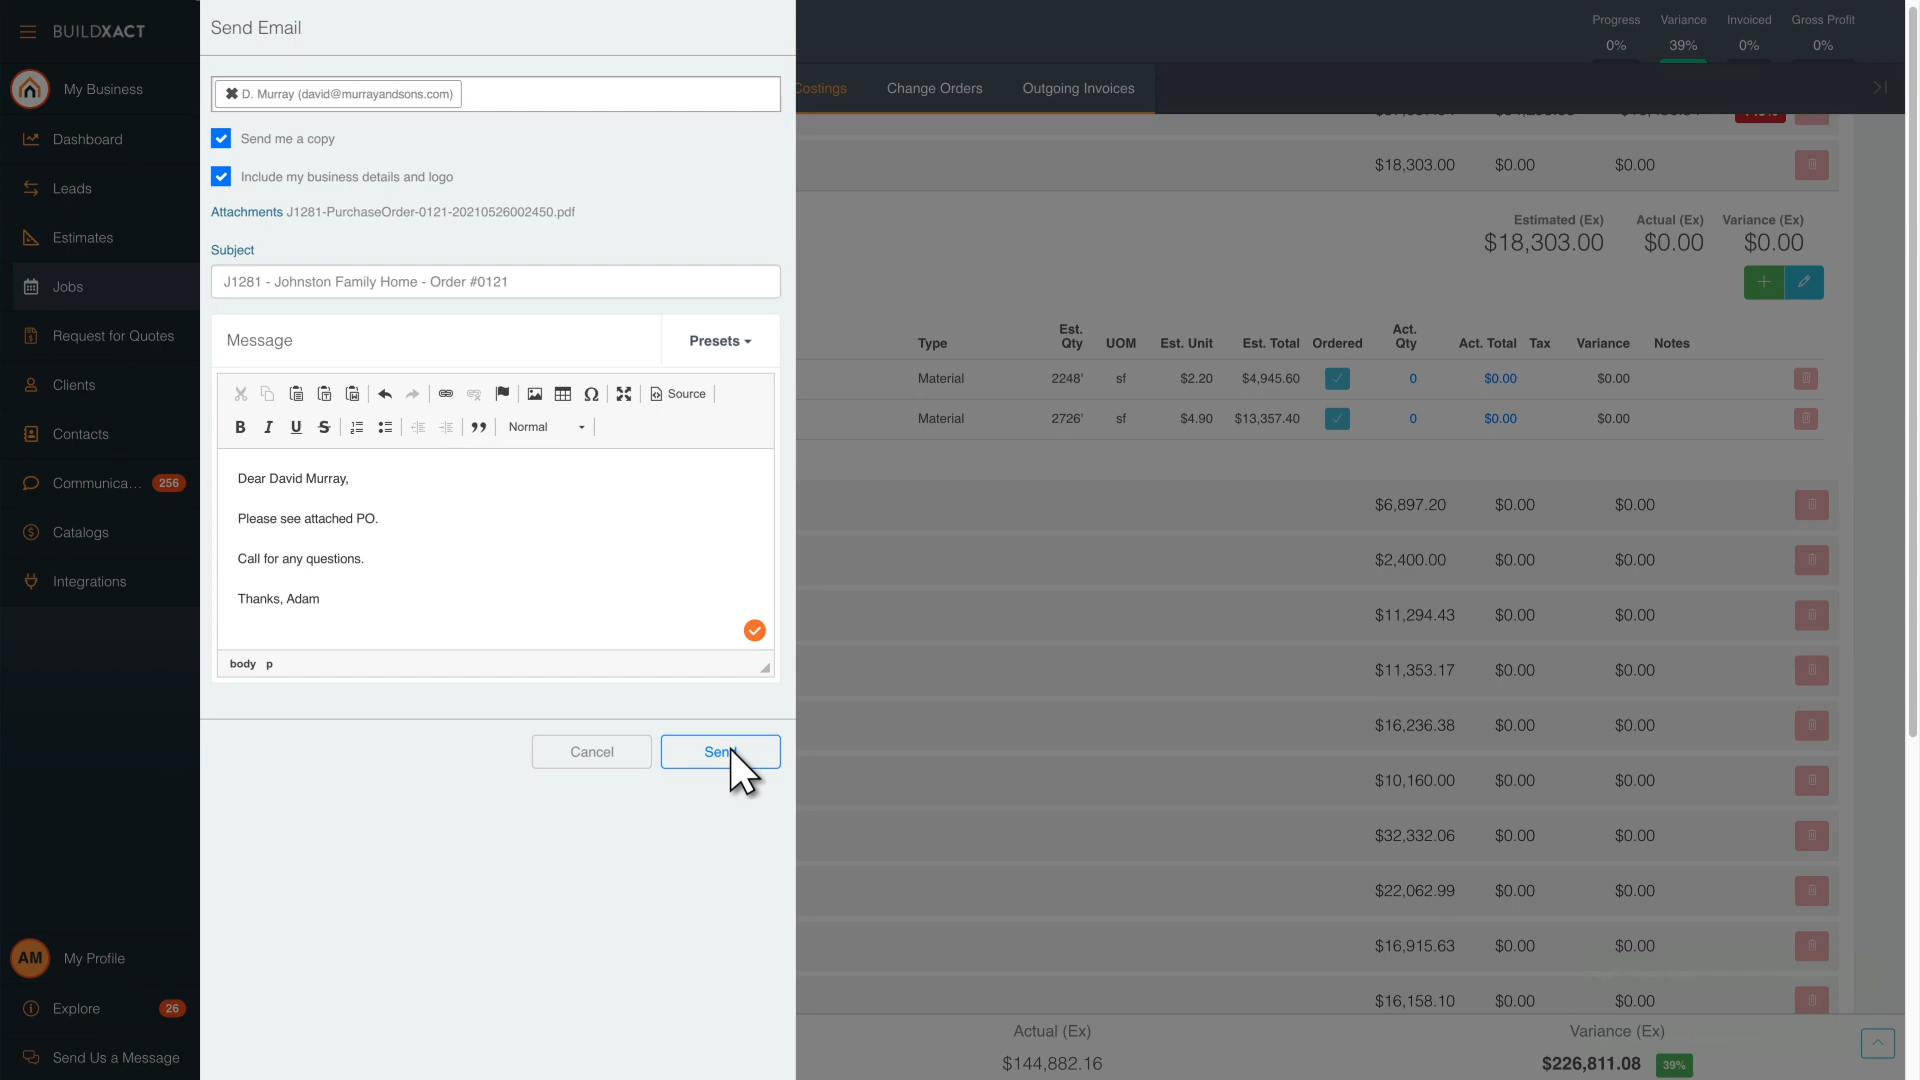 BUILDXACT
My Business
Dashboard
Leads
Estimates
Jobs
Request for Quotes
Clients
Contacts
Communica... 256
Catalogs
Integrations
AM My Profile
Explore 26
Send Us a Message
Send Email
✖ D. Murray (david@murrayandsons.com)
Send me a copy
Include my business details and logo
Attachments J1281-PurchaseOrder-0121-20210526002450.pdf
Subject
J1281 - Johnston Family Home - Order #0121
Message Presets
Source
B I U S Normal
Dear David Murray,
Please see attached PO.
Call for any questions.
Thanks, Adam
body p
Cancel
Progress Variance Invoiced Gross Profit
0% 39% 0% 0%
Costings Change Orders Outgoing Invoices
$18,303.00 $0.00 $0.00
Estimated (Ex) Actual (Ex) Variance (Ex)
$18,303.00 $0.00 $0.00
Type Est. Qty UOM Est. Unit Est. Total Ordered Act. Qty Act. Total Tax Variance Notes
Material 2248' sf $2.20 $4,945.60 0 $0.00 $0.00
Material 2726' sf $4.90 $13,357.40 0 $0.00 $0.00
$6,897.20 $0.00 $0.00
$2,400.00 $0.00 $0.00
$11,294.43 $0.00 $0.00
$11,353.17 $0.00 $0.00
$16,236.38 $0.00 $0.00
$10,160.00 $0.00 $0.00
$32,332.06 $0.00 $0.00
$22,062.99 $0.00 $0.00
$16,915.63 $0.00 $0.00
$16,158.10 $0.00 $0.00
Actual (Ex) Variance (Ex)
$144,882.16 $226,811.08 39%